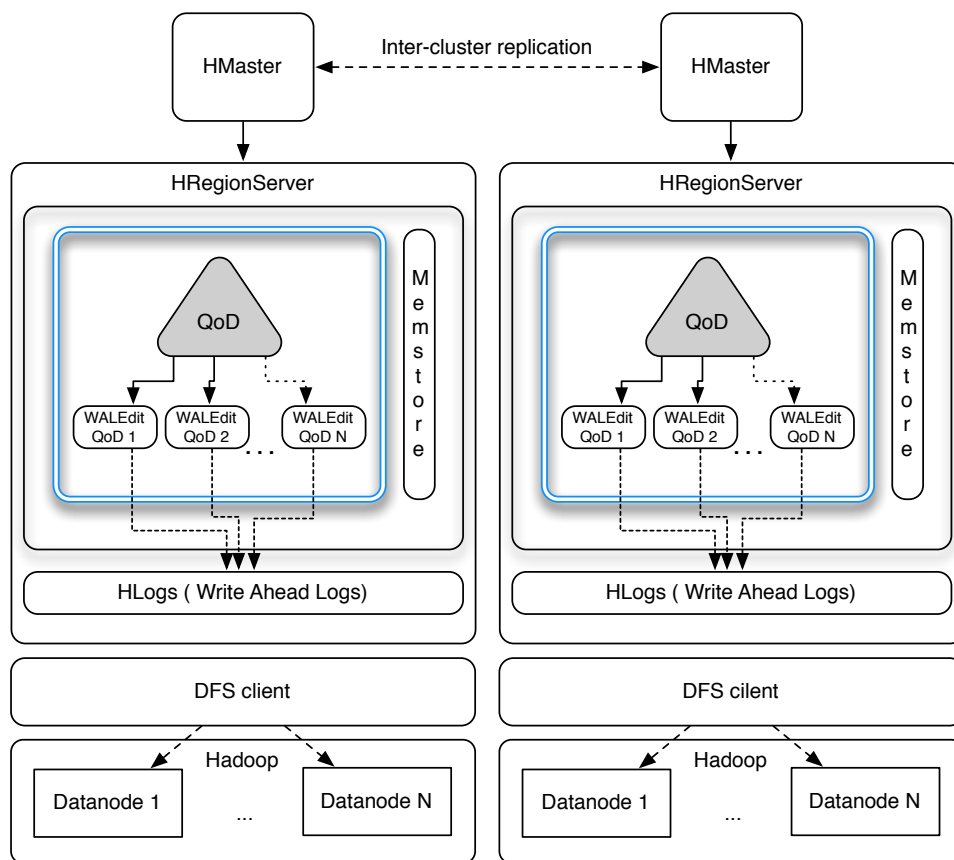 Inter-cluster replication
HMaster
HMaster
HRegionServer
QoD
WALEdit
QoD 1
WALEdit
QoD 2
. . .
WALEdit
QoD N
Memstore
HLogs ( Write Ahead Logs)
DFS client
Hadoop
Datanode 1
...
Datanode N
HRegionServer
QoD
WALEdit
QoD 1
WALEdit
QoD 2
. . .
WALEdit
QoD N
Memstore
HLogs ( Write Ahead Logs)
DFS cilent
Hadoop
Datanode 1
...
Datanode N